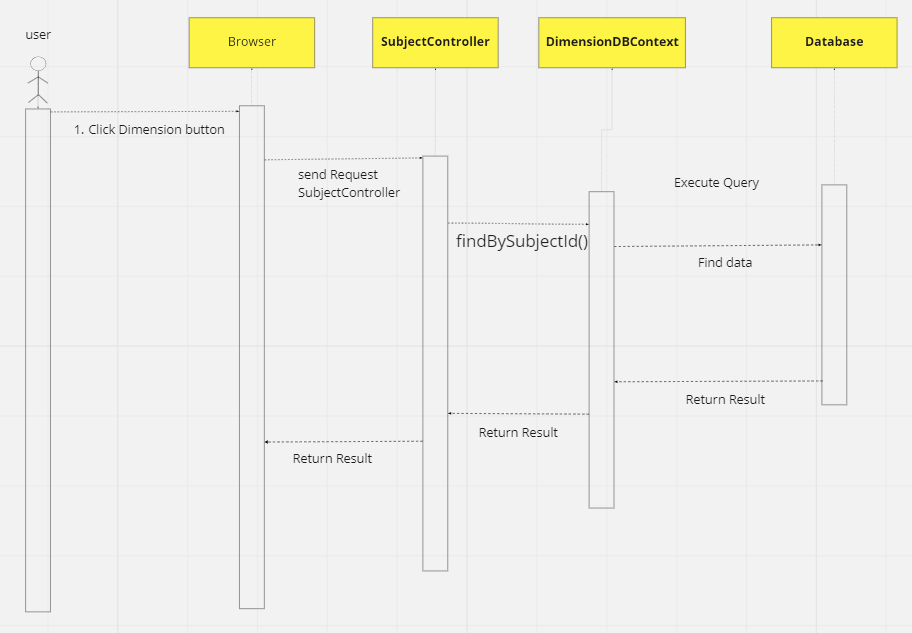 user
Browser
SubjectController
DimensionDBContext
Database
1. Click Dimension button
send Request
SubjectController
Execute Query
findBySubjectId()
Find data
Return Result
Return Result
Return Result